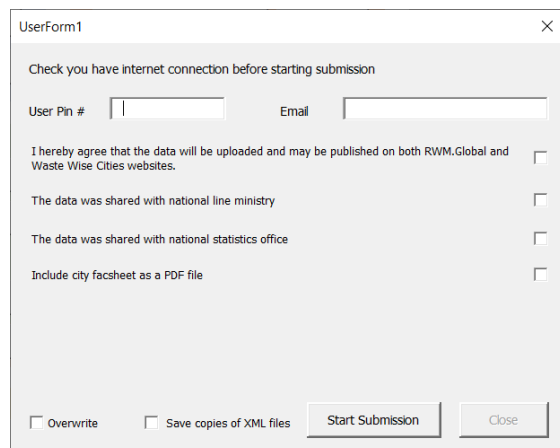 UserForm1
Check you have internet connection before starting submission
User Pin # Email
I hereby agree that the data will be uploaded and may be published on both RWM.Global and
Waste Wise Cities websites.
The data was shared with national line ministry
The data was shared with national statistics office
Include city facsheet as a PDF file
Overwrite Save copies of XML files Start Submission Close